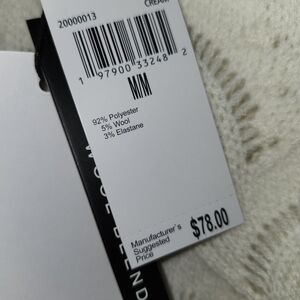 20000013
CREAM
1 97900 33248 2
M/M
92% Polyester
5% Wool
3% Elastane
Manufacturer's
Suggested
Price
$78.00